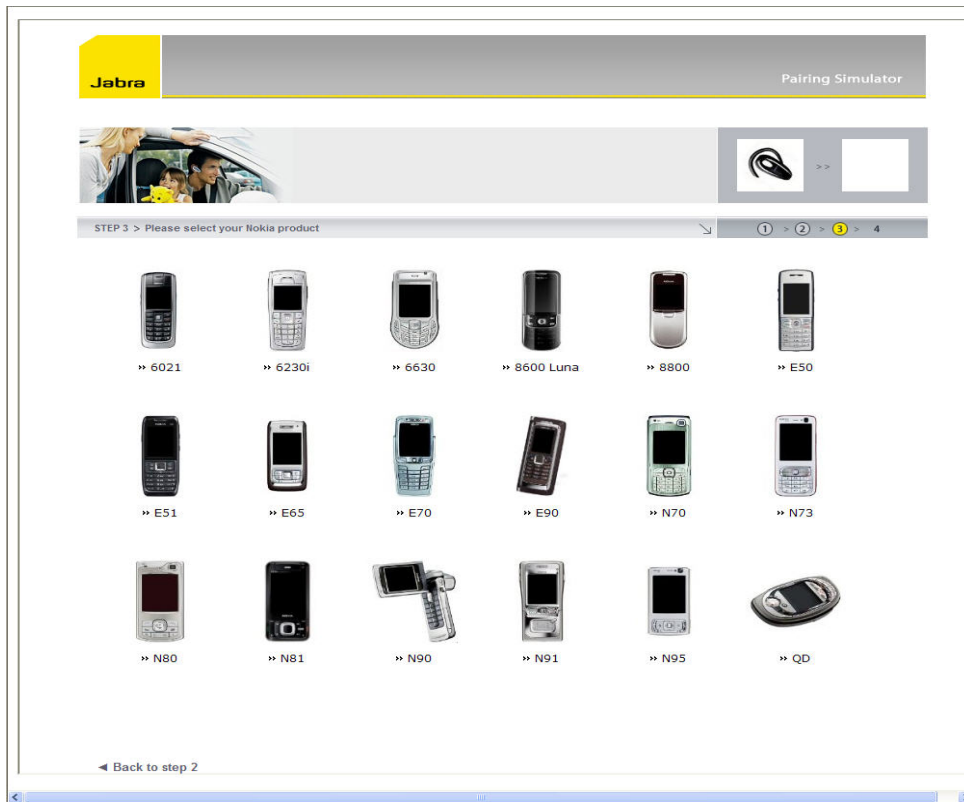 Jabra
Pairing Simulator
>>
STEP 3 > Please select your Nokia product
1 > 2 > 3 > 4
›› 6021
›› 6230i
›› 6630
›› 8600 Luna
›› 8800
›› E50
›› E51
›› E65
›› E70
›› E90
›› N70
›› N73
›› N80
›› N81
›› N90
›› N91
›› N95
›› QD
◄ Back to step 2